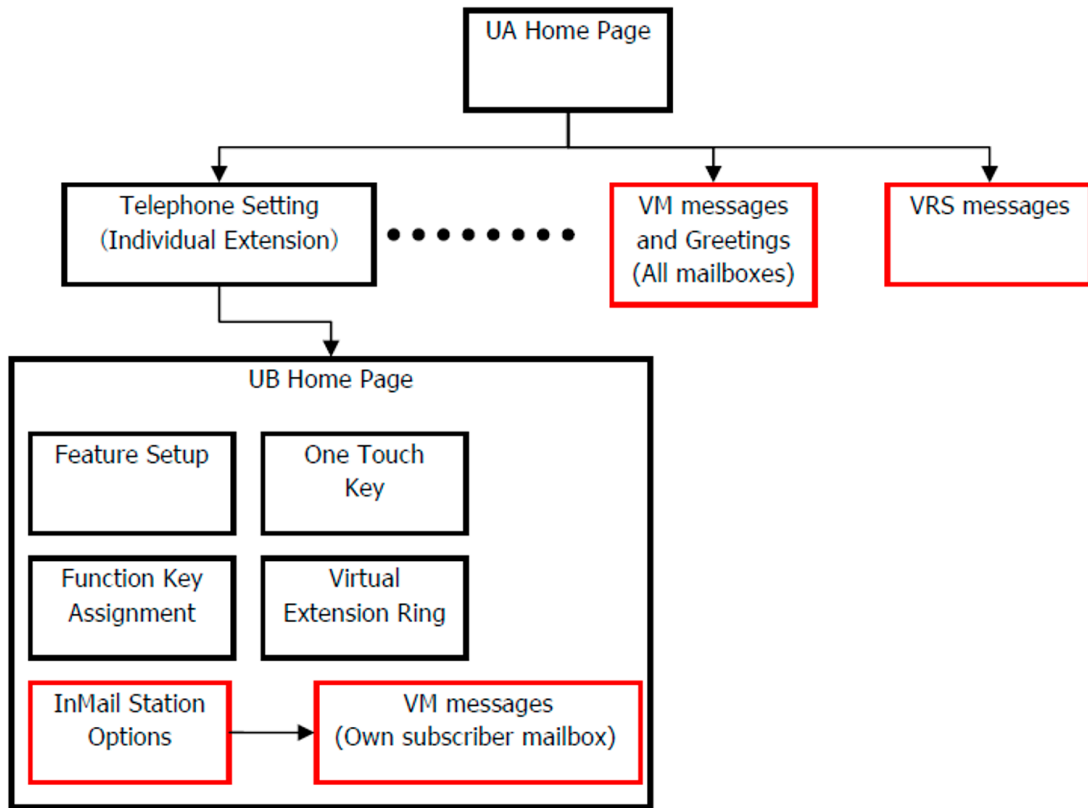 UA Home Page
Telephone Setting
(Individual Extension)
VM messages
and Greetings
(All mailboxes)
VRS messages
UB Home Page
Feature Setup
One Touch
Key
Function Key
Assignment
Virtual
Extension Ring
InMail Station
Options
VM messages
(Own subscriber mailbox)